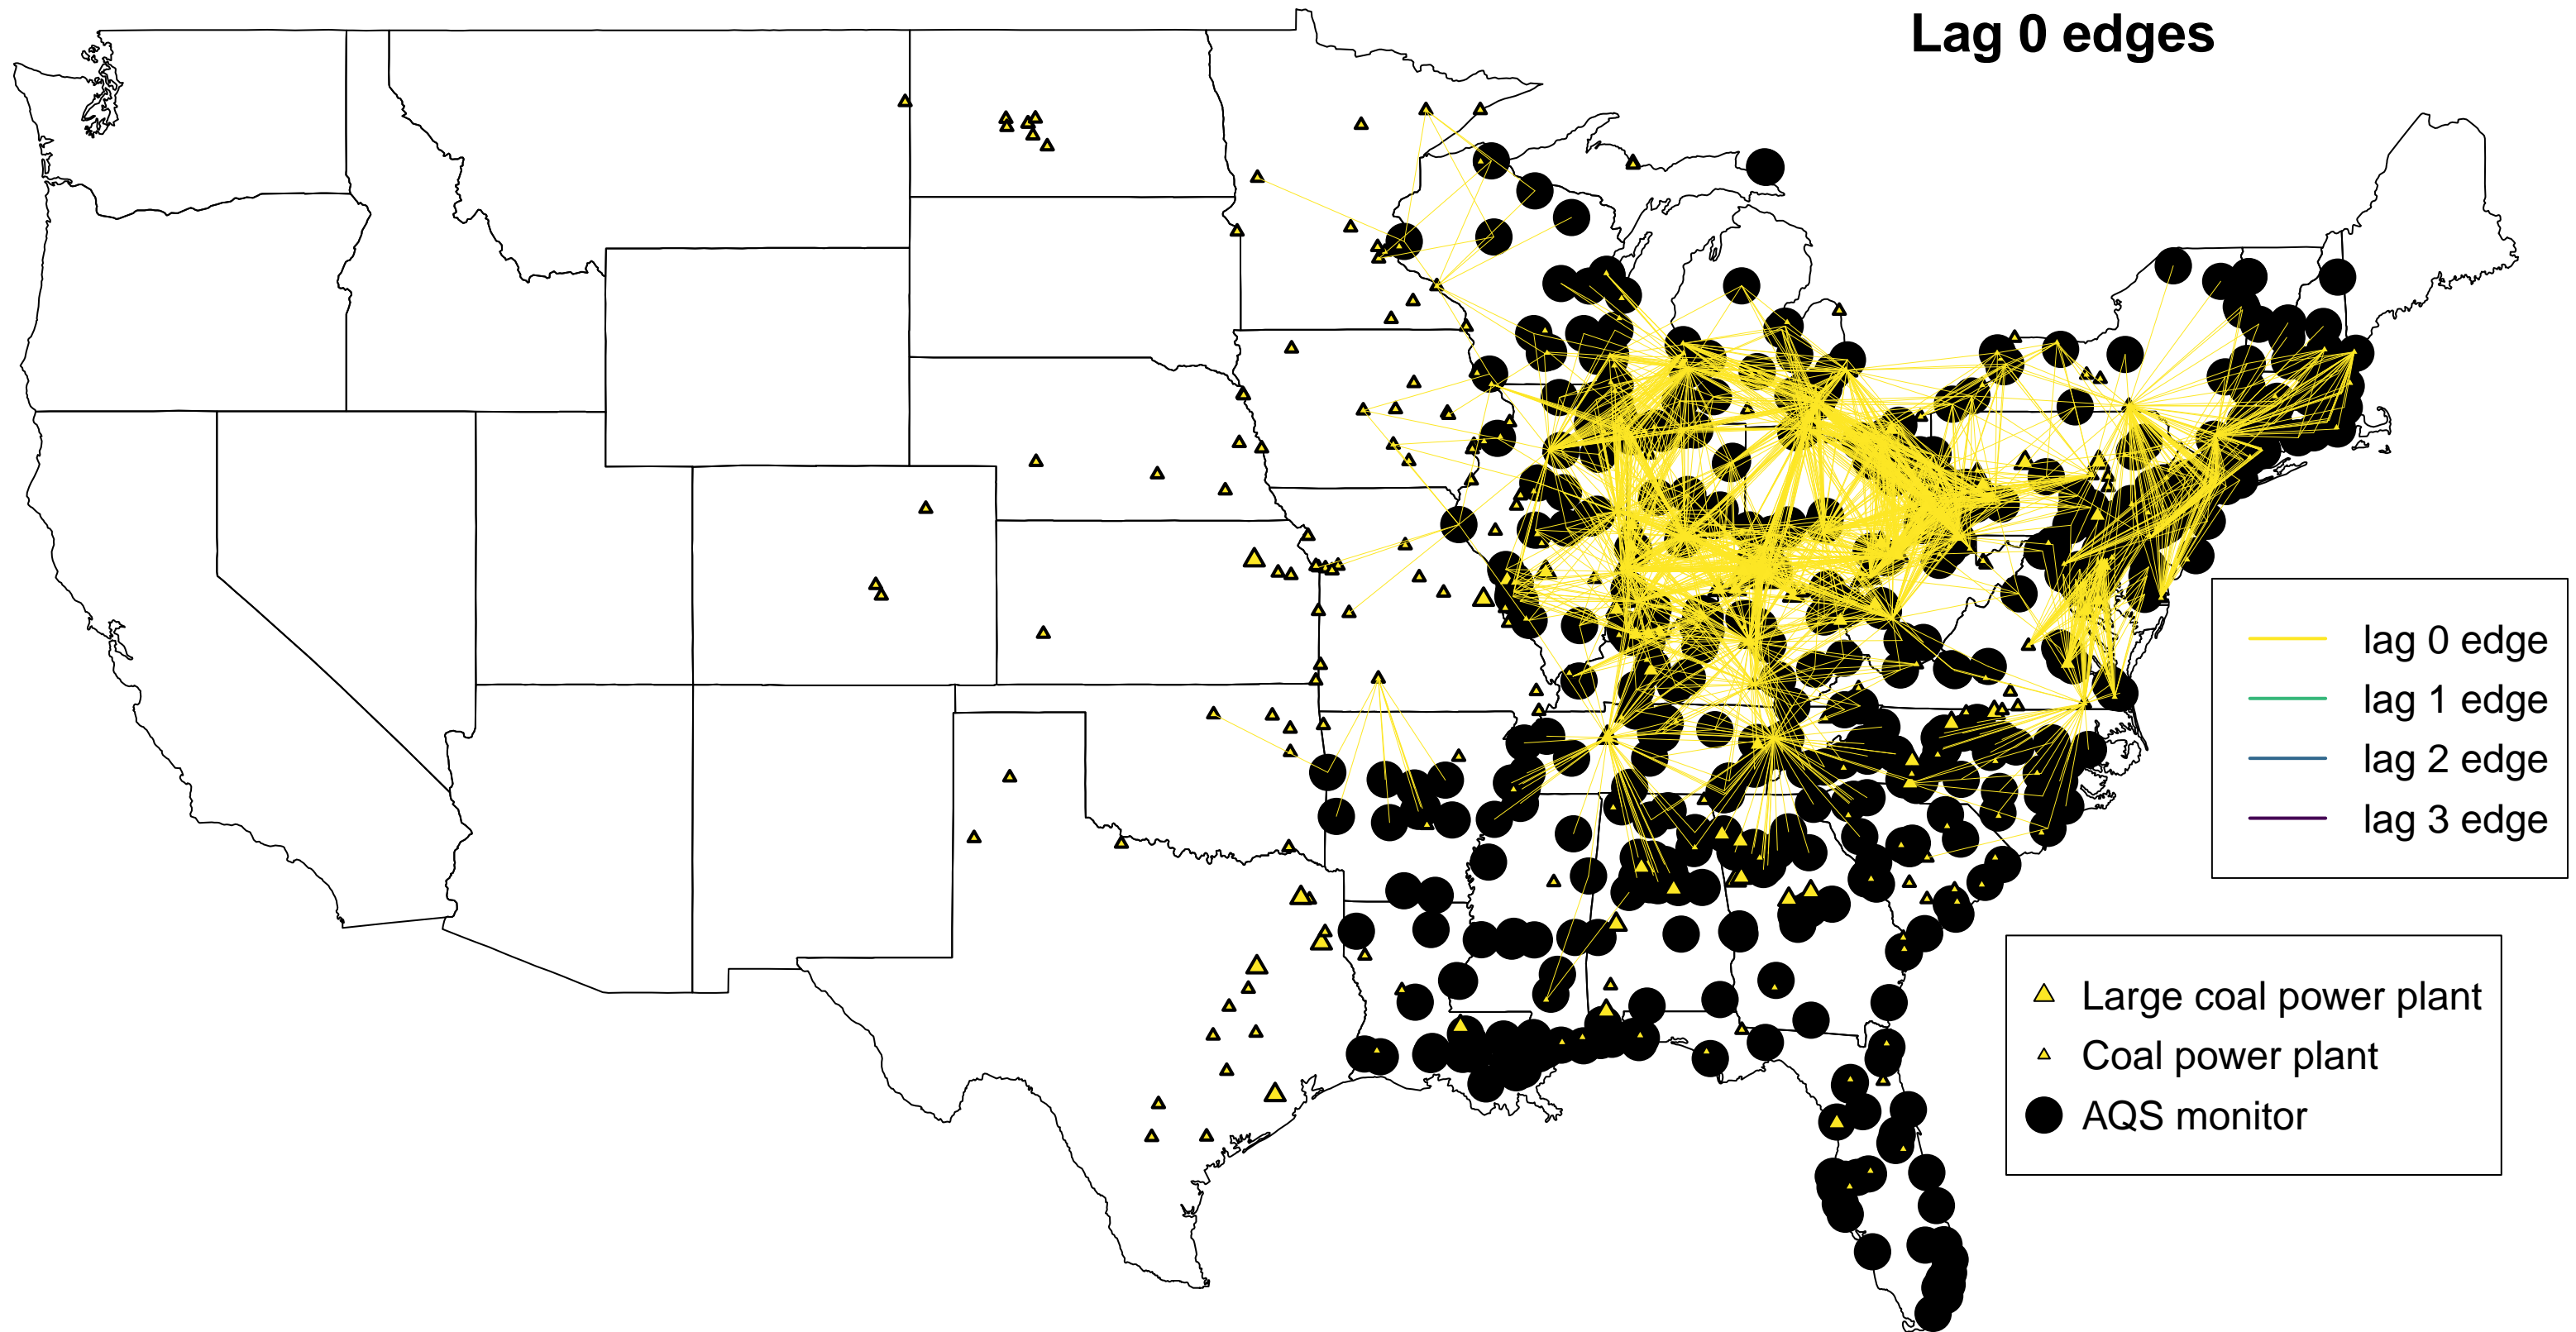 Lag 0 edges
lag 0 edge
lag 1 edge
lag 2 edge
lag 3 edge
Large coal power plant
Coal power plant
AQS monitor